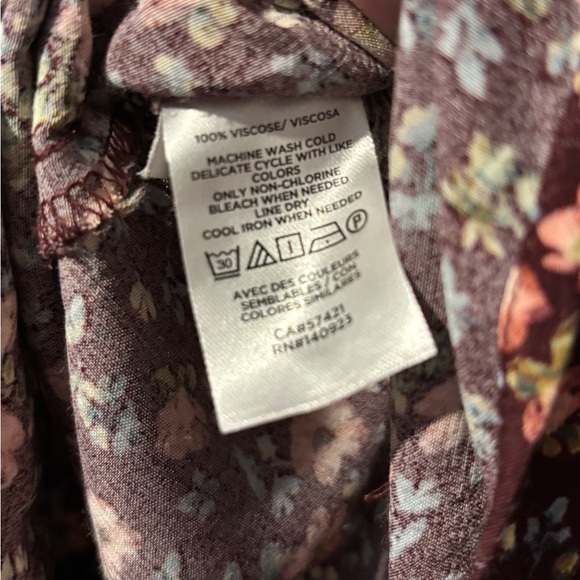 100% VISCOSE/ VISCOSA
MACHINE WASH COLD
DELICATE CYCLE WITH LIKE
COLORS
ONLY NON-CHLORINE
BLEACH WHEN NEEDED
LINE DRY
COOL IRON WHEN NEEDED
30 P
AVEC DES COULEURS
SEMBLABLES / CON
COLORES SIMILARES
CA#57421
RN#140923